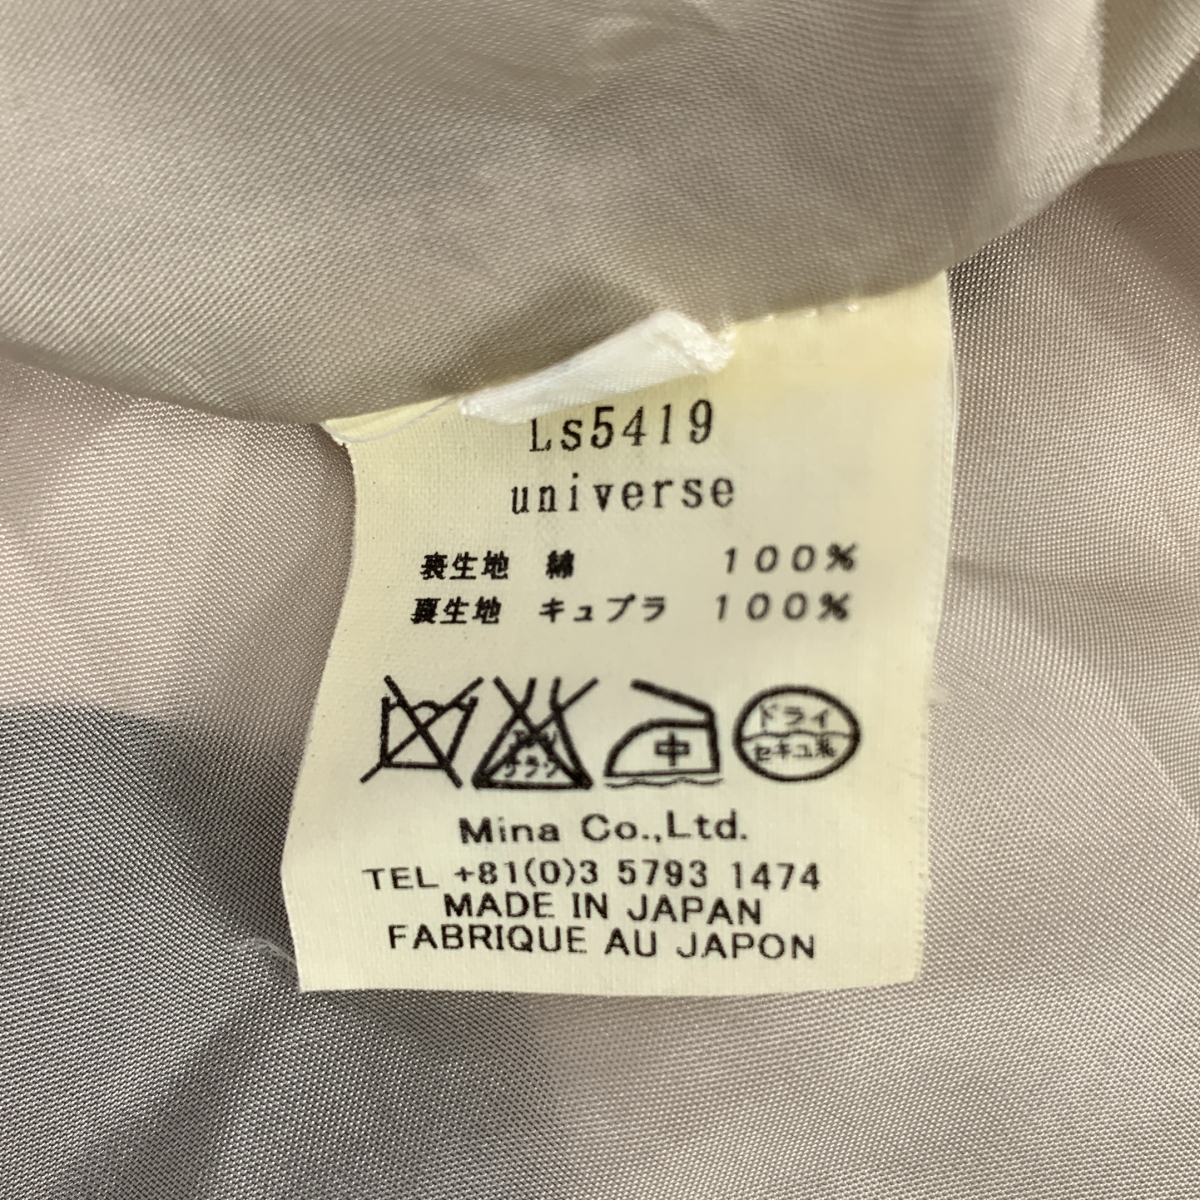 Ls5419
universe
表生地 綿 100%
裏生地 キュプラ 100%
中
ドライ
セキユ系
Mina Co.,Ltd.
TEL +81(0)3 5793 1474
MADE IN JAPAN
FABRIQUE AU JAPON